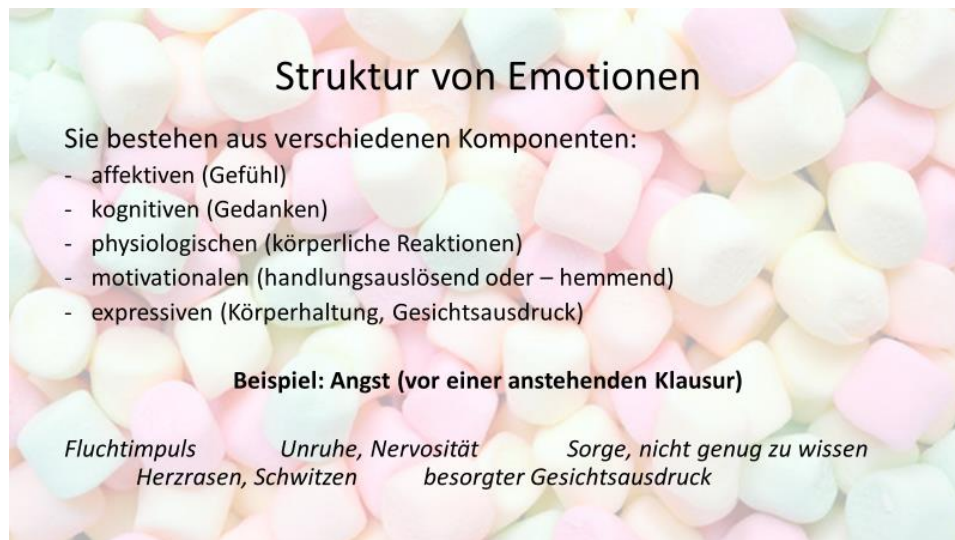 Struktur von Emotionen
Sie bestehen aus verschiedenen Komponenten:
- affektiven (Gefühl)
- kognitiven (Gedanken)
- physiologischen (körperliche Reaktionen)
- motivationalen (handlungsauslösend oder – hemmend)
- expressiven (Körperhaltung, Gesichtsausdruck)
Beispiel: Angst (vor einer anstehenden Klausur)
Fluchtimpuls Unruhe, Nervosität Sorge, nicht genug zu wissen
Herzrasen, Schwitzen besorgter Gesichtsausdruck